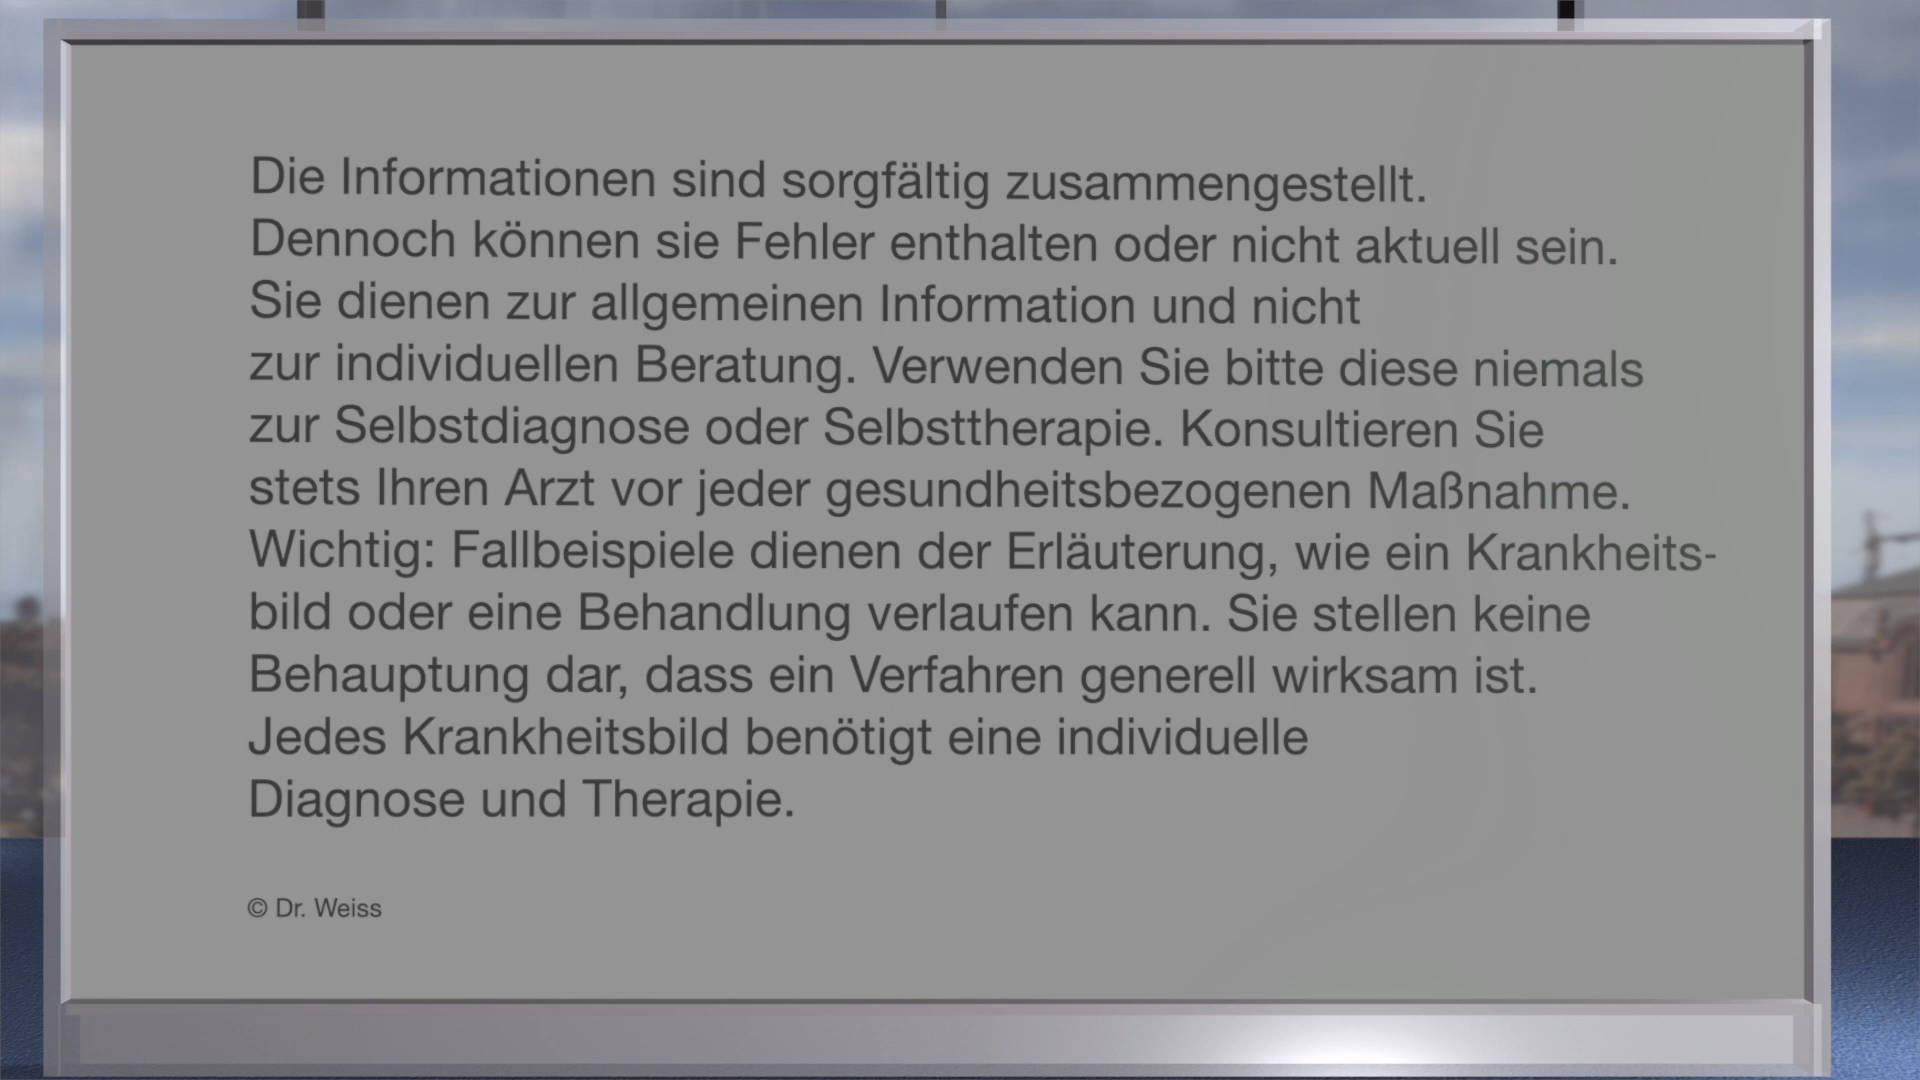 Die Informationen sind sorgfältig zusammengestellt.
Dennoch können sie Fehler enthalten oder nicht aktuell sein.
Sie dienen zur allgemeinen Information und nicht
zur individuellen Beratung. Verwenden Sie bitte diese niemals
zur Selbstdiagnose oder Selbsttherapie. Konsultieren Sie
stets Ihren Arzt vor jeder gesundheitsbezogenen Maßnahme.
Wichtig: Fallbeispiele dienen der Erläuterung, wie ein Krankheits-
bild oder eine Behandlung verlaufen kann. Sie stellen keine
Behauptung dar, dass ein Verfahren generell wirksam ist.
Jedes Krankheitsbild benötigt eine individuelle
Diagnose und Therapie.
© Dr. Weiss